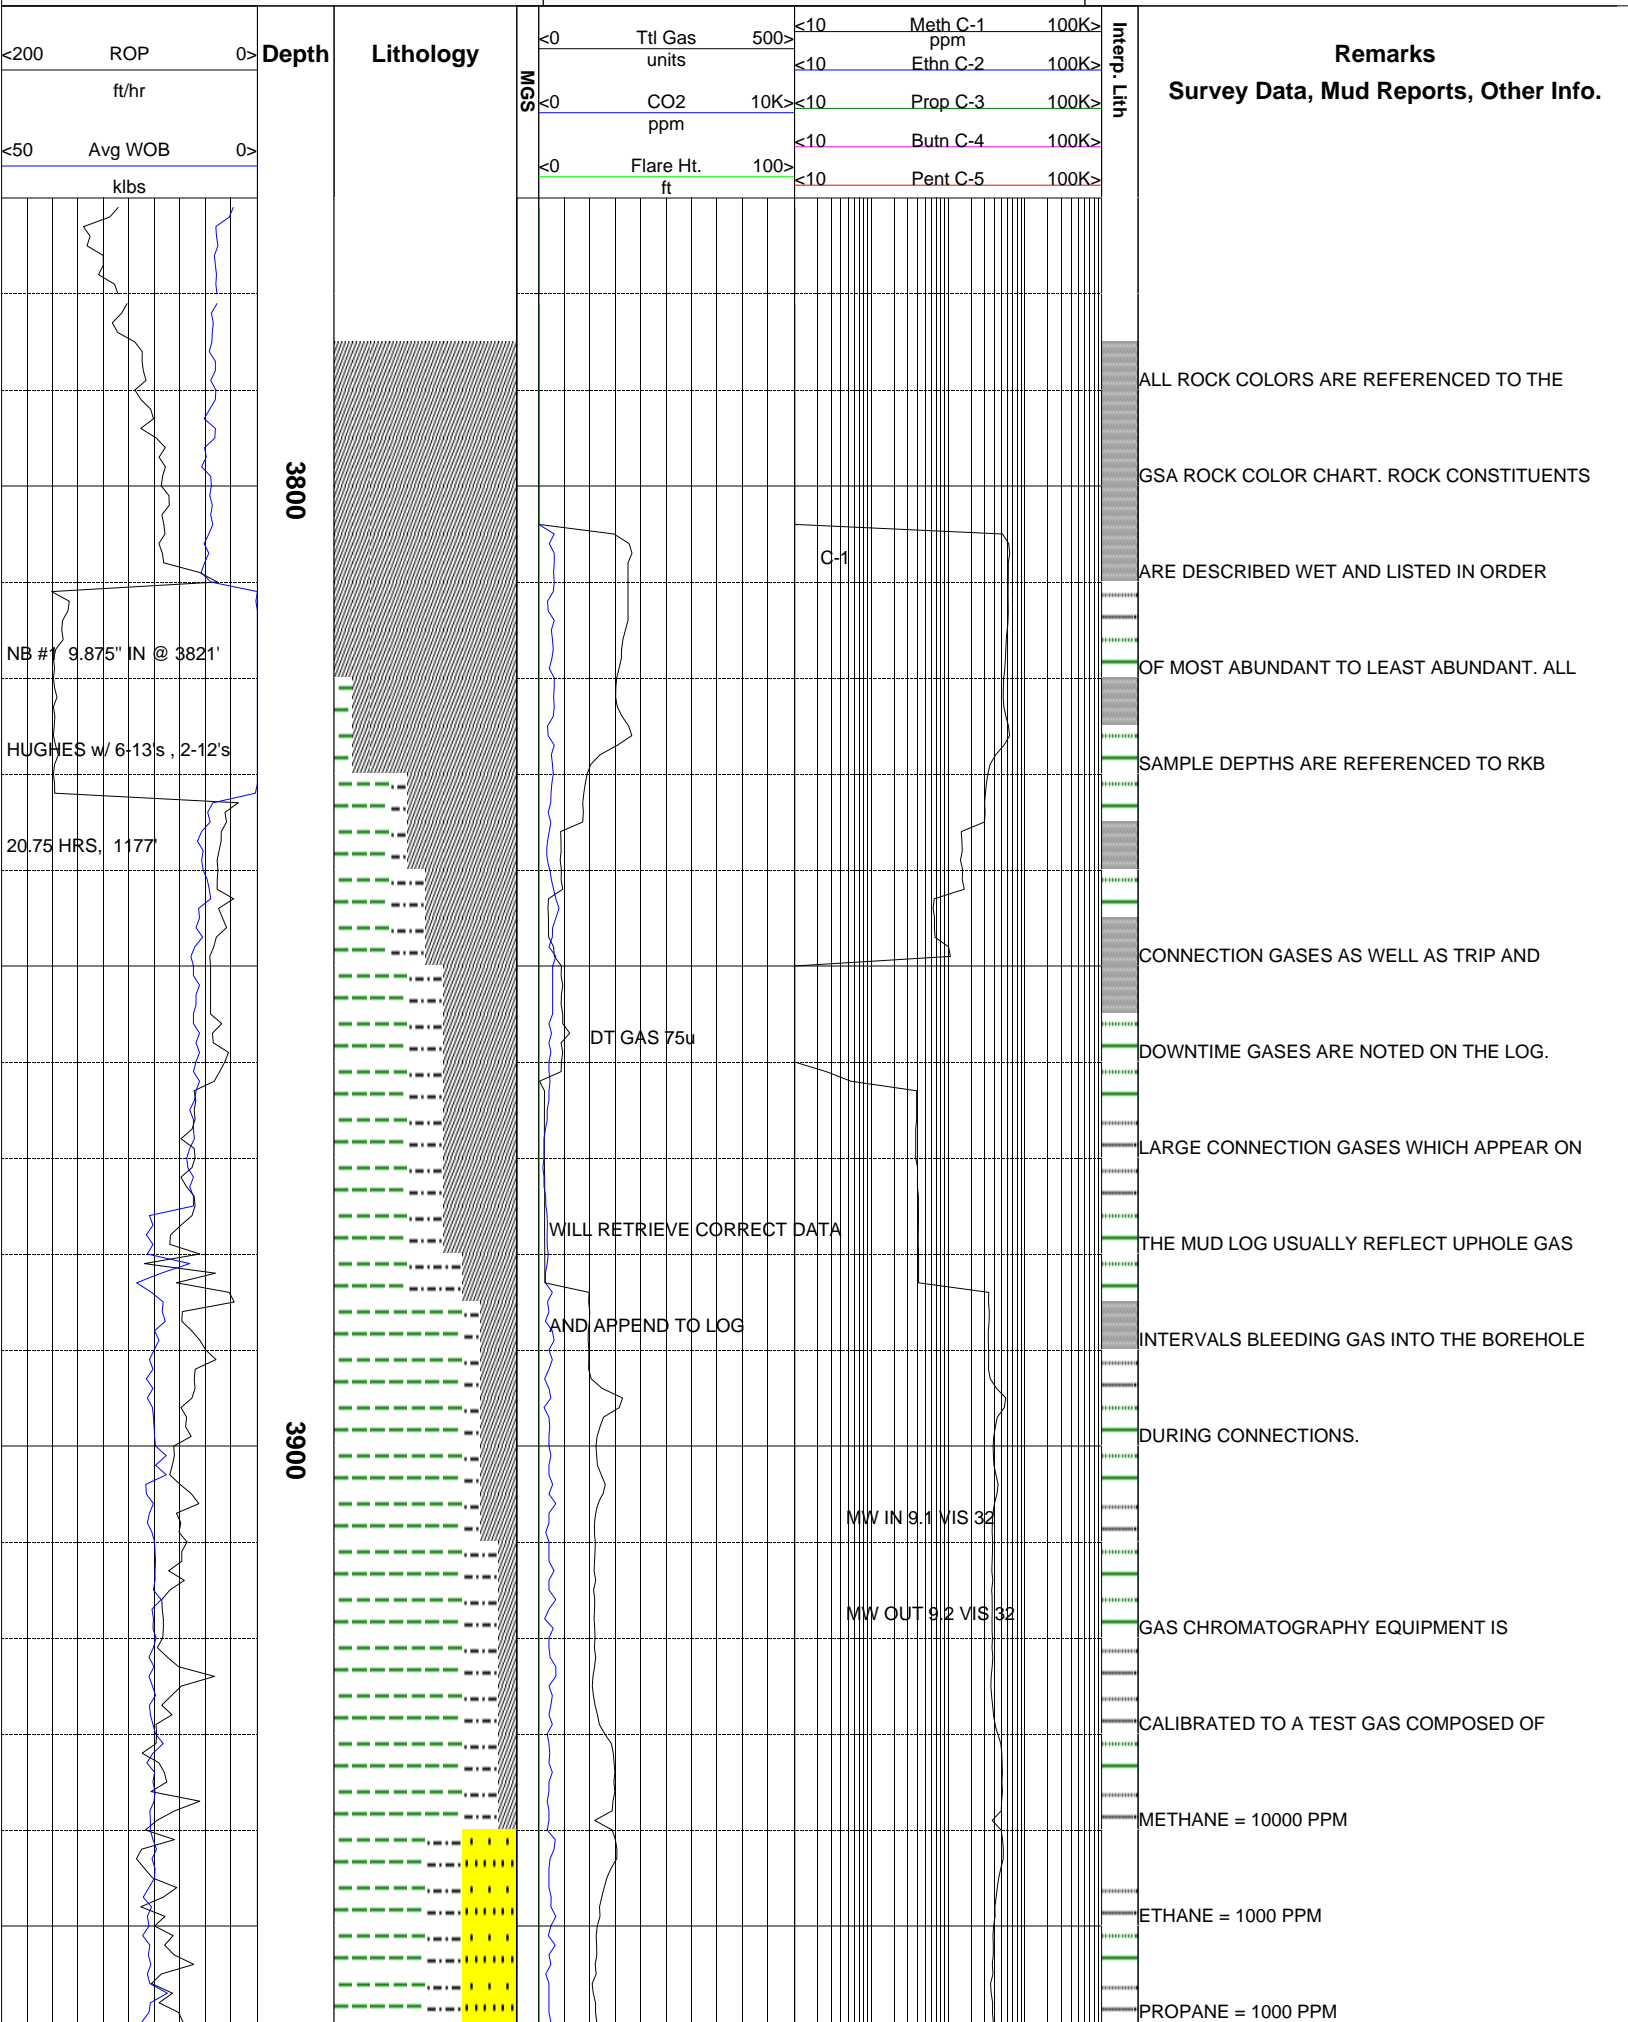 <200 ROP 0>
ft/hr
<50 Avg WOB 0>
klbs
Depth
Lithology
MGS
<0 Ttl Gas 500>
units
<0 CO2 10K>
ppm
<0 Flare Ht. 100>
ft
<10 Meth C-1 100K>
ppm
<10 Ethn C-2 100K>
<10 Prop C-3 100K>
<10 Butn C-4 100K>
<10 Pent C-5 100K>
Interp. Lith
Remarks
Survey Data, Mud Reports, Other Info.
ALL ROCK COLORS ARE REFERENCED TO THE
3800
GSA ROCK COLOR CHART. ROCK CONSTITUENTS
C-1
ARE DESCRIBED WET AND LISTED IN ORDER
NB #1 9.875" IN @ 3821'
OF MOST ABUNDANT TO LEAST ABUNDANT. ALL
HUGHES w/ 6-13's , 2-12's
SAMPLE DEPTHS ARE REFERENCED TO RKB
20.75 HRS, 1177'
CONNECTION GASES AS WELL AS TRIP AND
DT GAS 75u
DOWNTIME GASES ARE NOTED ON THE LOG.
LARGE CONNECTION GASES WHICH APPEAR ON
WILL RETRIEVE CORRECT DATA
THE MUD LOG USUALLY REFLECT UPHOLE GAS
AND APPEND TO LOG
INTERVALS BLEEDING GAS INTO THE BOREHOLE
3900
DURING CONNECTIONS.
MW IN 9.1 VIS 32
MW OUT 9.2 VIS 32
GAS CHROMATOGRAPHY EQUIPMENT IS
CALIBRATED TO A TEST GAS COMPOSED OF
METHANE = 10000 PPM
ETHANE = 1000 PPM
PROPANE = 1000 PPM